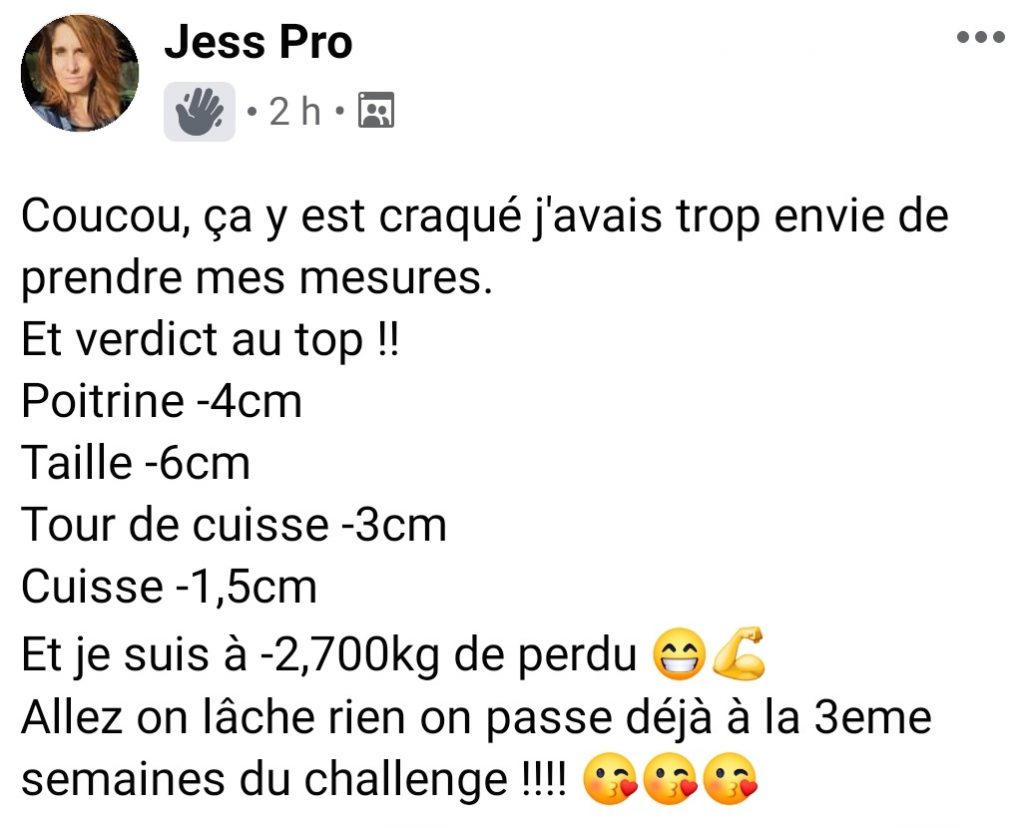 Jess Pro
• 2 h •
Coucou, ça y est craqué j'avais trop envie de
prendre mes mesures.
Et verdict au top !!
Poitrine -4cm
Taille -6cm
Tour de cuisse -3cm
Cuisse -1,5cm
Et je suis à -2,700kg de perdu 😁💪
Allez on lâche rien on passe déjà à la 3eme
semaines du challenge !!!! 😘😘😘